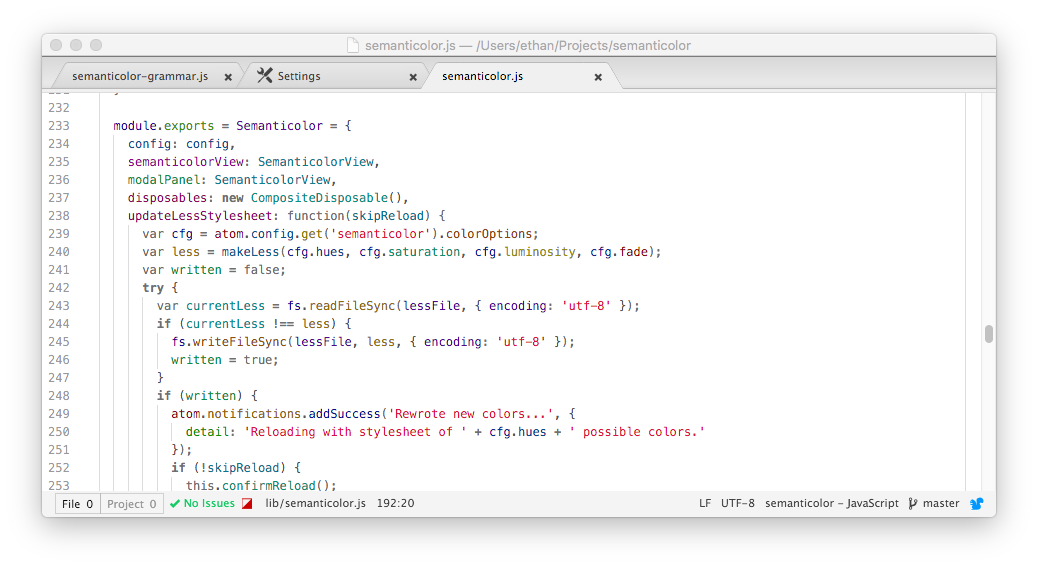 semanticolor.js — /Users/ethan/Projects/semanticolor
semanticolor-grammar.js × Settings × semanticolor.js ×
232
233 module.exports = Semanticolor = {
234 config: config,
235 semanticolorView: SemanticolorView,
236 modalPanel: SemanticolorView,
237 disposables: new CompositeDisposable(),
238 updateLessStylesheet: function(skipReload) {
239 var cfg = atom.config.get('semanticolor').colorOptions;
240 var less = makeLess(cfg.hues, cfg.saturation, cfg.luminosity, cfg.fade);
241 var written = false;
242 try {
243 var currentLess = fs.readFileSync(lessFile, { encoding: 'utf-8' });
244 if (currentLess !== less) {
245 fs.writeFileSync(lessFile, less, { encoding: 'utf-8' });
246 written = true;
247 }
248 if (written) {
249 atom.notifications.addSuccess('Rewrote new colors...', {
250 detail: 'Reloading with stylesheet of ' + cfg.hues + ' possible colors.'
251 });
252 if (!skipReload) {
253 this.confirmReload();
File 0 Project 0 No Issues lib/semanticolor.js 192:20 LF UTF-8 semanticolor - JavaScript master